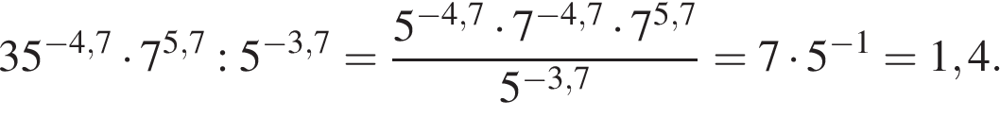 35^{-4,7} · 7^{5,7} : 5^{-3,7} = \frac{5^{-4,7} · 7^{-4,7} · 7^{5,7}}{5^{-3,7}} = 7 · 5^{-1} = 1,4.